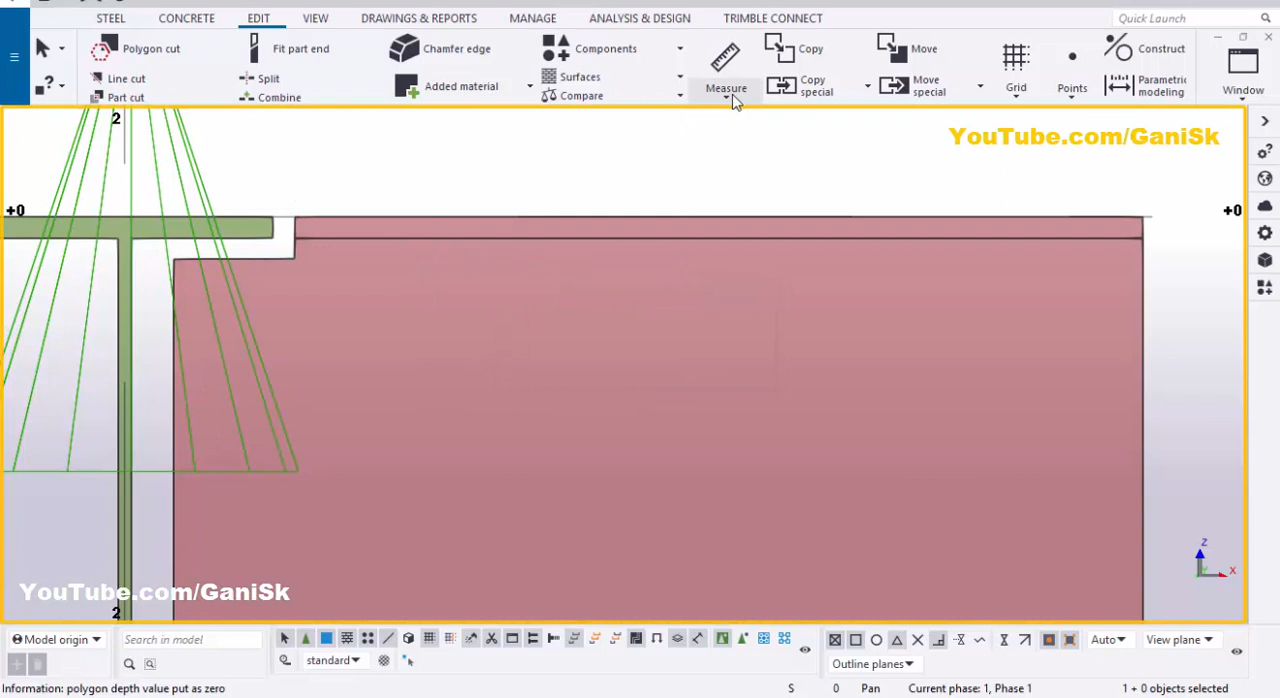 STEEL CONCRETE EDIT VIEW DRAWINGS & REPORTS MANAGE ANALYSIS & DESIGN TRIMBLE CONNECT Quick Launch
Polygon cut Fit part end Chamfer edge Components Copy Move Construct
Line cut Split Added material Surfaces Measure Copy special Move special Grid Points Parametric modeling Window
Part cut Combine Compare
2
YouTube.com/GaniSk
+0 +0
Z
X
YouTube.com/GaniSk
2
Model origin Search in model Auto View plane
standard Outline planes
Information: polygon depth value put as zero S 0 Pan Current phase: 1, Phase 1 1 + 0 objects selected